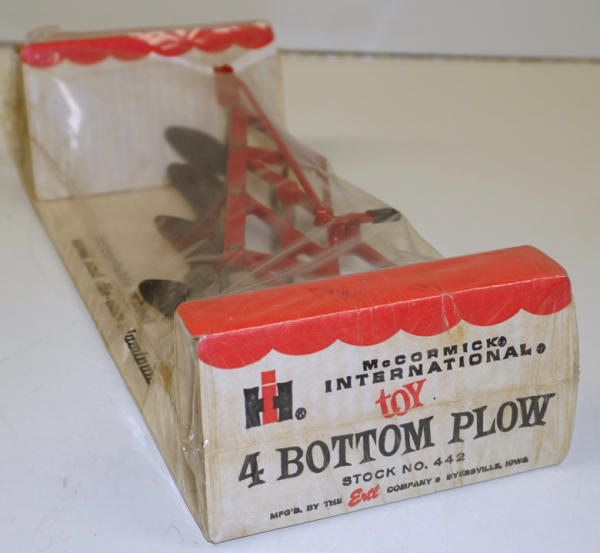 McCORMICK®
INTERNATIONAL®
IH®
toy
4 BOTTOM PLOW
STOCK NO. 442
MFG'D. BY THE Ertl COMPANY • DYERSVILLE, IOWA